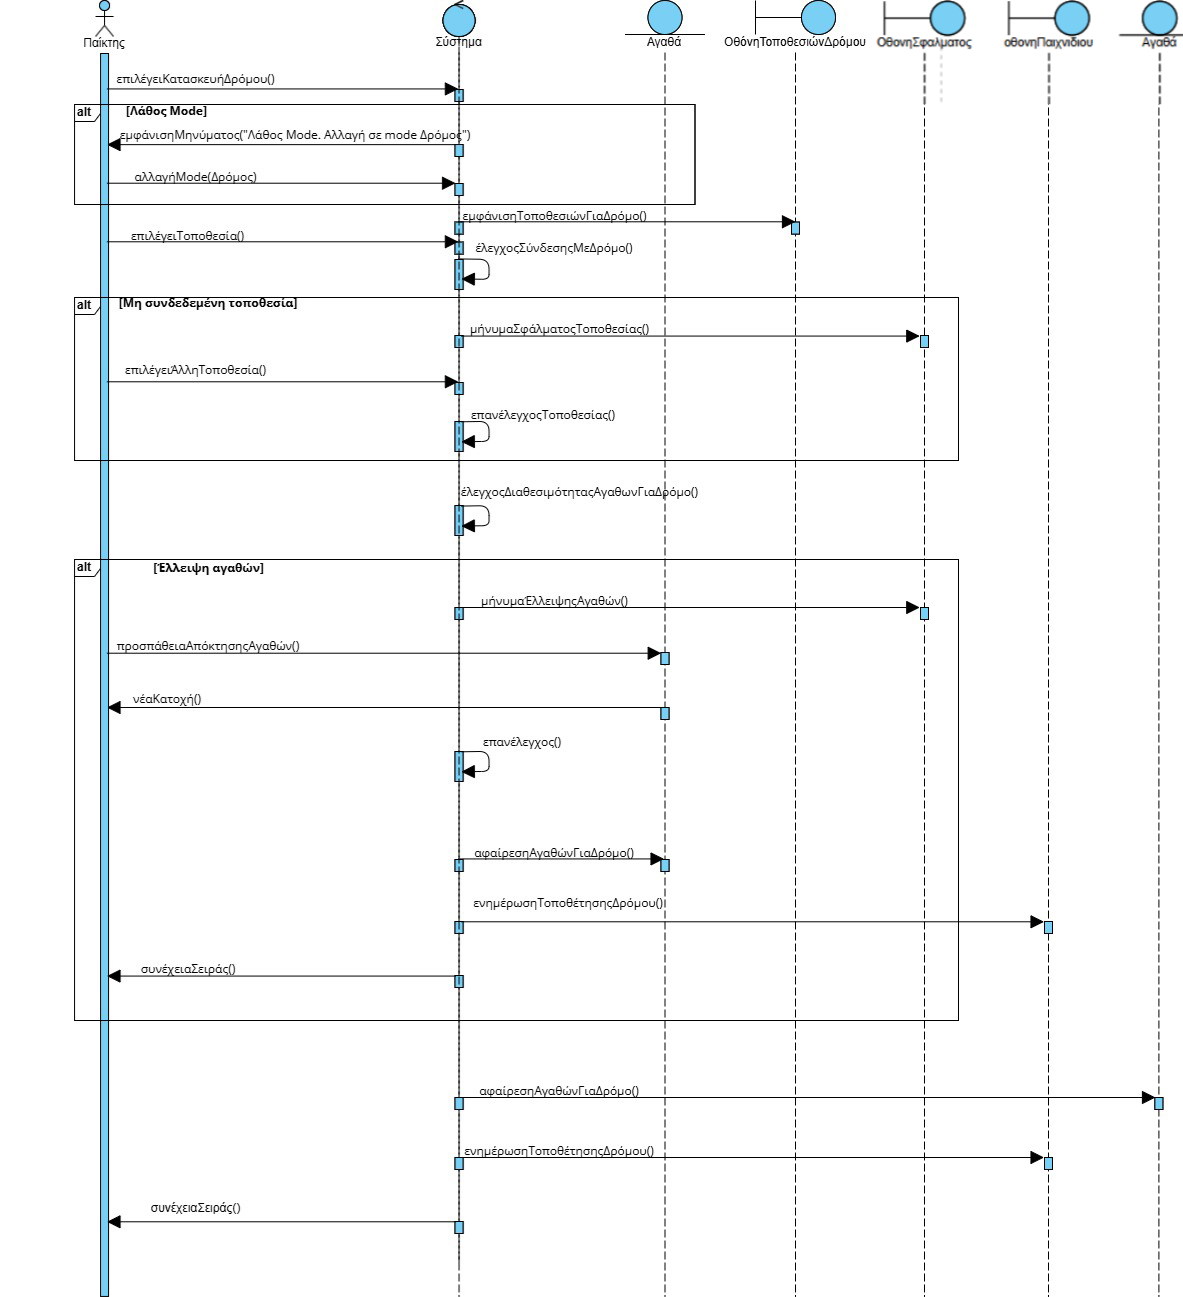 Παίκτης
Σύστημα
Αγαθά
ΟθόνηΤοποθεσιώνΔρόμου
ΟθονηΣφαλματος
οθονηΠαιχνιδιου
Αγαθά
επιλέγειΚατασκευήΔρόμου()
alt
[Λάθος Mode]
εμφάνισηΜηνύματος("Λάθος Mode. Αλλαγή σε mode Δρόμος")
αλλαγήMode(Δρόμος)
εμφάνισηΤοποθεσιώνΓιαΔρόμο()
επιλέγειΤοποθεσία()
έλεγχοςΣύνδεσηςΜεΔρόμο()
alt
[Μη συνδεδεμένη τοποθεσία]
μήνυμαΣφάλματοςΤοποθεσίας()
επιλέγειΆλληΤοποθεσία()
επανέλεγχοςΤοποθεσίας()
έλεγχοςΔιαθεσιμότηταςΑγαθωνΓιαΔρόμο()
alt
[Έλλειψη αγαθών]
μήνυμαΈλλειψηςΑγαθών()
προσπάθειαΑπόκτησηςΑγαθών()
νέαΚατοχή()
επανέλεγχος()
αφαίρεσηΑγαθώνΓιαΔρόμο()
ενημέρωσηΤοποθέτησηςΔρόμου()
συνέχειαΣειράς()
αφαίρεσηΑγαθώνΓιαΔρόμο()
ενημέρωσηΤοποθέτησηςΔρόμου()
συνέχειαΣειράς()